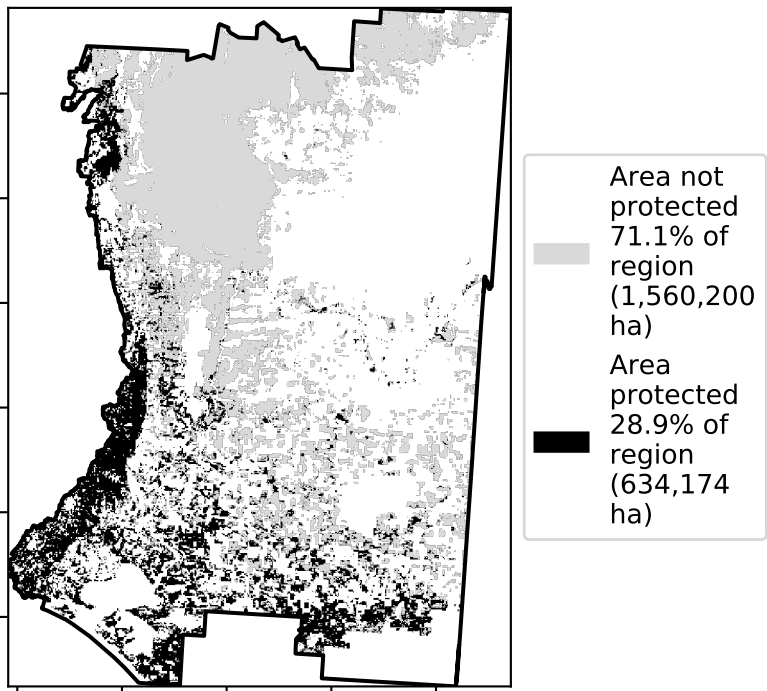 Area not
protected
71.1% of
region
(1,560,200
ha)
Area
protected
28.9% of
region
(634,174
ha)